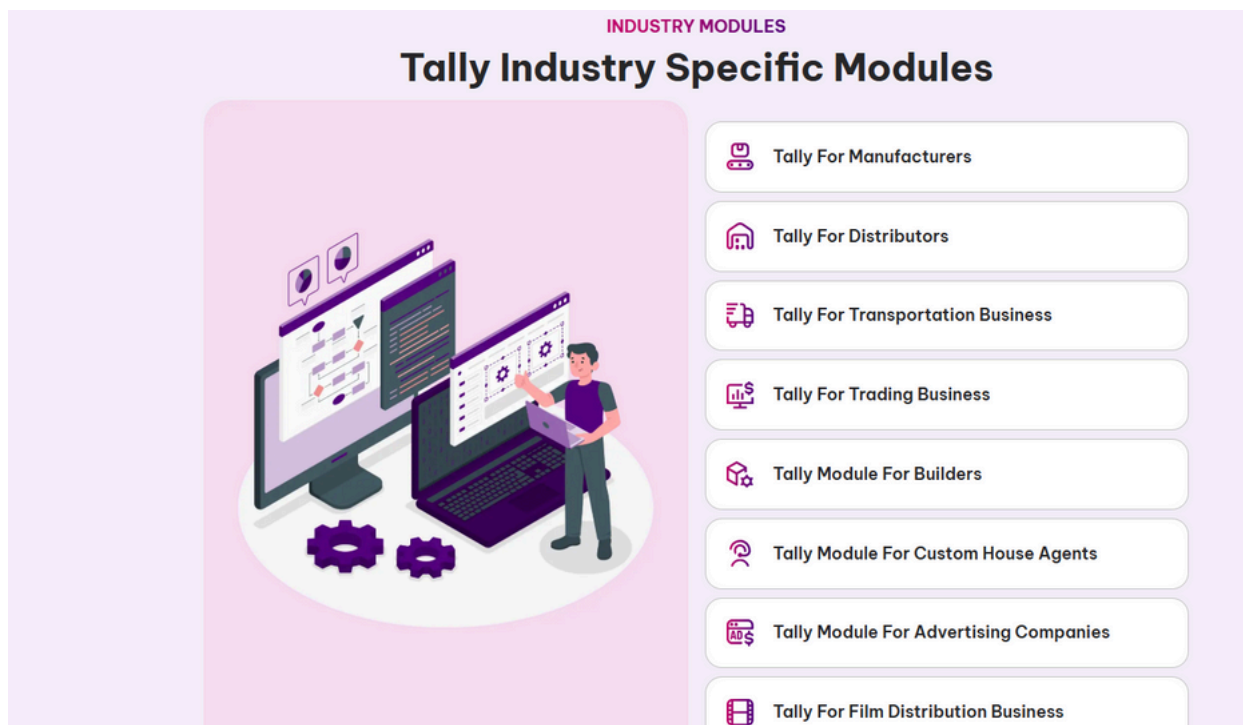 INDUSTRY MODULES
Tally Industry Specific Modules
Tally For Manufacturers
Tally For Distributors
Tally For Transportation Business
Tally For Trading Business
Tally Module For Builders
Tally Module For Custom House Agents
AD $
Tally Module For Advertising Companies
Tally For Film Distribution Business